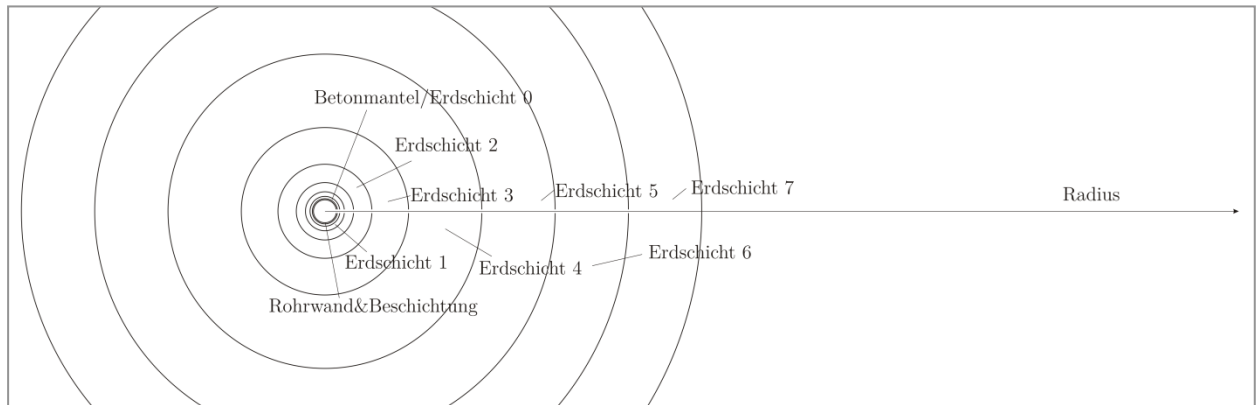 Betonmantel/Erdschicht 0
Erdschicht 2
Erdschicht 3
Erdschicht 5
Erdschicht 7
Radius
Erdschicht 1
Erdschicht 4
Erdschicht 6
Rohrwand&Beschichtung